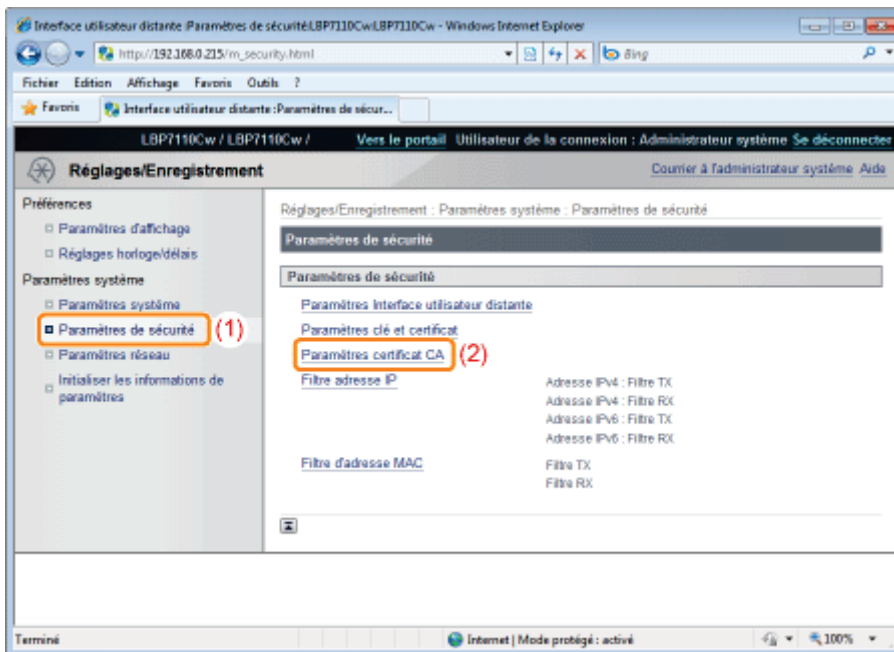 Interface utilisateur distante :Paramètres de sécurité:LBP7110Cw:LBP7110Cw - Windows Internet Explorer
http://192.168.0.215/m_security.html
Bing
Fichier Edition Affichage Favoris Outils ?
Favoris Interface utilisateur distante :Paramètres de sécur...
LBP7110Cw / LBP7110Cw / Vers le portail Utilisateur de la connexion : Administrateur système Se déconnecter
Réglages/Enregistrement Courrier à l'administrateur système Aide
Préférences
Paramètres d'affichage
Réglages horloge/délais
Paramètres système
Paramètres système
Paramètres de sécurité (1)
Paramètres réseau
Initialiser les informations de
paramètres
Réglages/Enregistrement : Paramètres système : Paramètres de sécurité
Paramètres de sécurité
Paramètres de sécurité
Paramètres Interface utilisateur distante
Paramètres clé et certificat
Paramètres certificat CA (2)
Filtre adresse IP Adresse IPv4 : Filtre TX
Adresse IPv4 : Filtre RX
Adresse IPv6 : Filtre TX
Adresse IPv6 : Filtre RX
Filtre d'adresse MAC Filtre TX
Filtre RX
Terminé Internet | Mode protégé : activé 100%